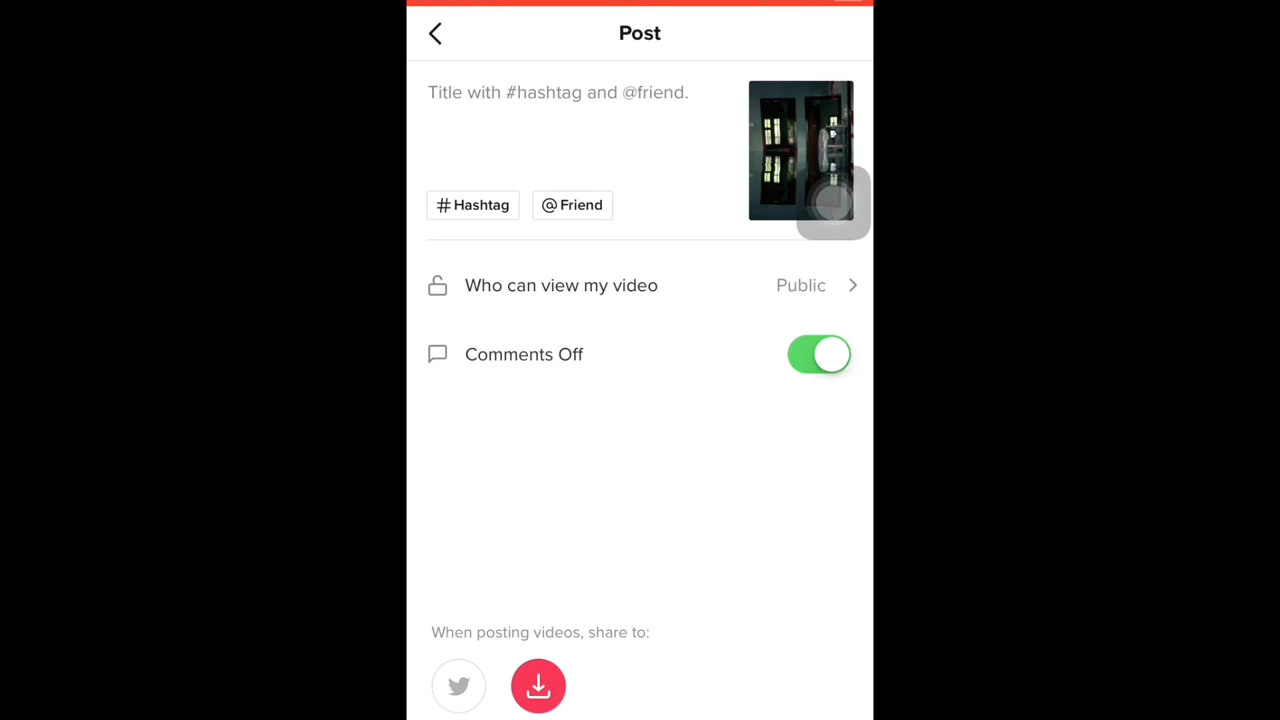 Post
Title with #hashtag and @friend.
# Hashtag
@ Friend
Who can view my video
Public
Comments Off
When posting videos, share to: